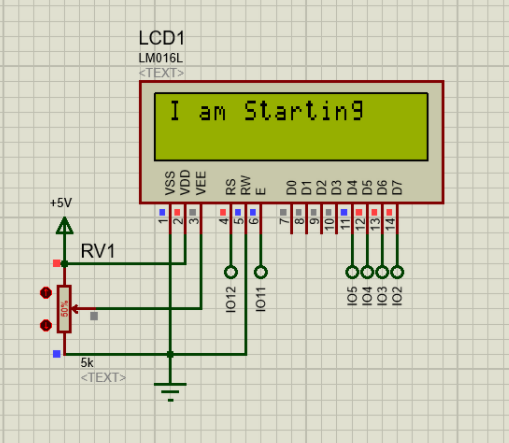 LCD1
LM016L
<TEXT>
I am Starting
VSS VDD VEE RS RW E D0 D1 D2 D3 D4 D5 D6 D7
1 2 3 4 5 6 7 8 9 10 11 12 13 14
+5V
RV1
50%
IO12 IO11 IO5 IO4 IO3 IO2
5k
<TEXT>